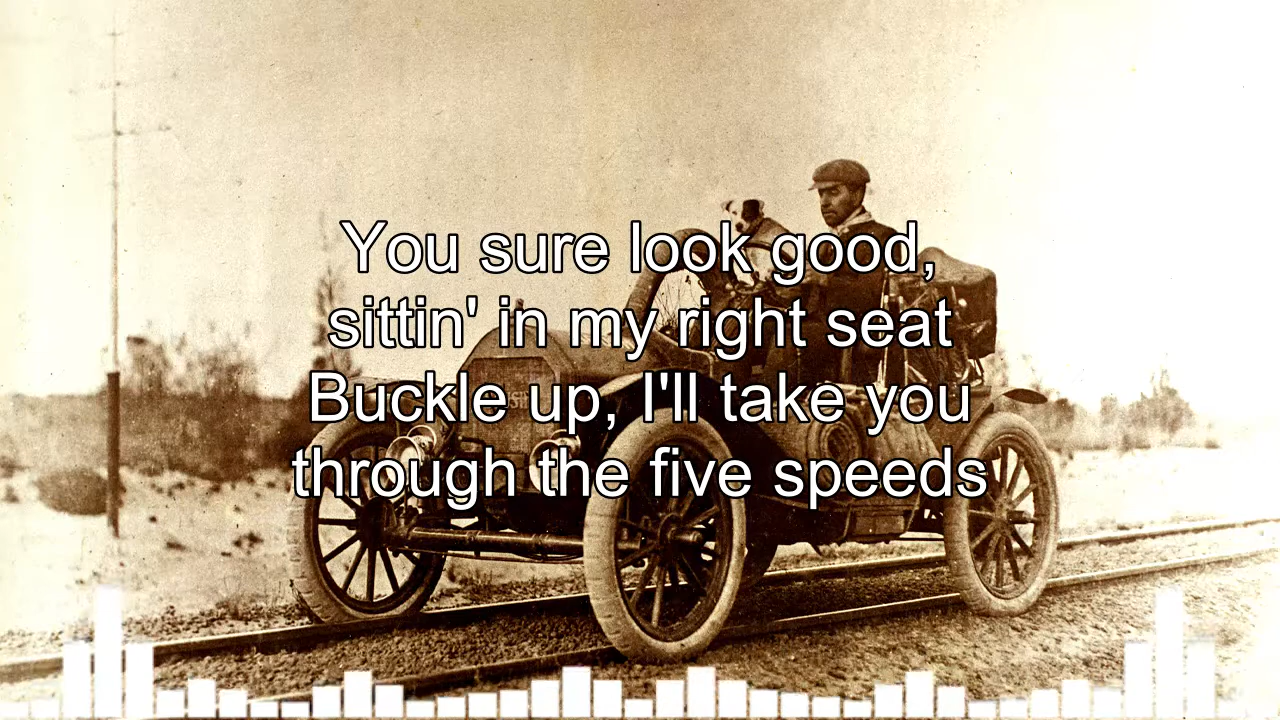 You sure look good,
sittin' in my right seat
Buckle up, I'll take you
through the five speeds